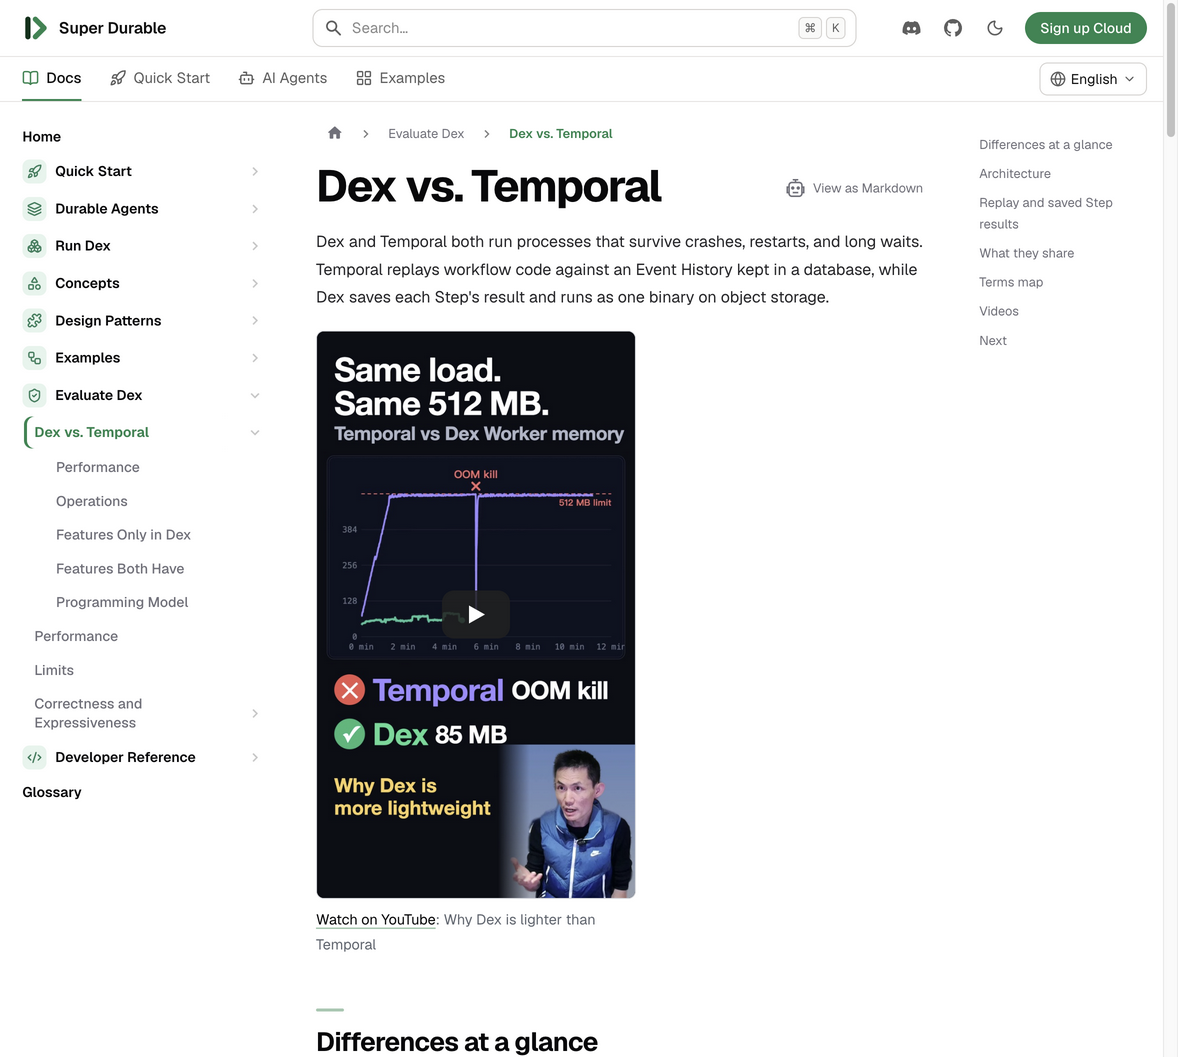 Super Durable
Search...
⌘ K
Sign up Cloud
Docs
Quick Start
AI Agents
Examples
English
Home
Quick Start
Durable Agents
Run Dex
Concepts
Design Patterns
Examples
Evaluate Dex
Dex vs. Temporal
Performance
Operations
Features Only in Dex
Features Both Have
Programming Model
Performance
Limits
Correctness and
Expressiveness
Developer Reference
Glossary
Evaluate Dex
Dex vs. Temporal
Dex vs. Temporal
View as Markdown
Dex and Temporal both run processes that survive crashes, restarts, and long waits.
Temporal replays workflow code against an Event History kept in a database, while
Dex saves each Step's result and runs as one binary on object storage.
Same load.
Same 512 MB.
Temporal vs Dex Worker memory
OOM kill
512 MB limit
384
256
128
0
0 min 2 min 4 min 6 min 8 min 10 min 12 min
Temporal OOM kill
Dex 85 MB
Why Dex is
more lightweight
Watch on YouTube: Why Dex is lighter than
Temporal
Differences at a glance
Differences at a glance
Architecture
Replay and saved Step
results
What they share
Terms map
Videos
Next